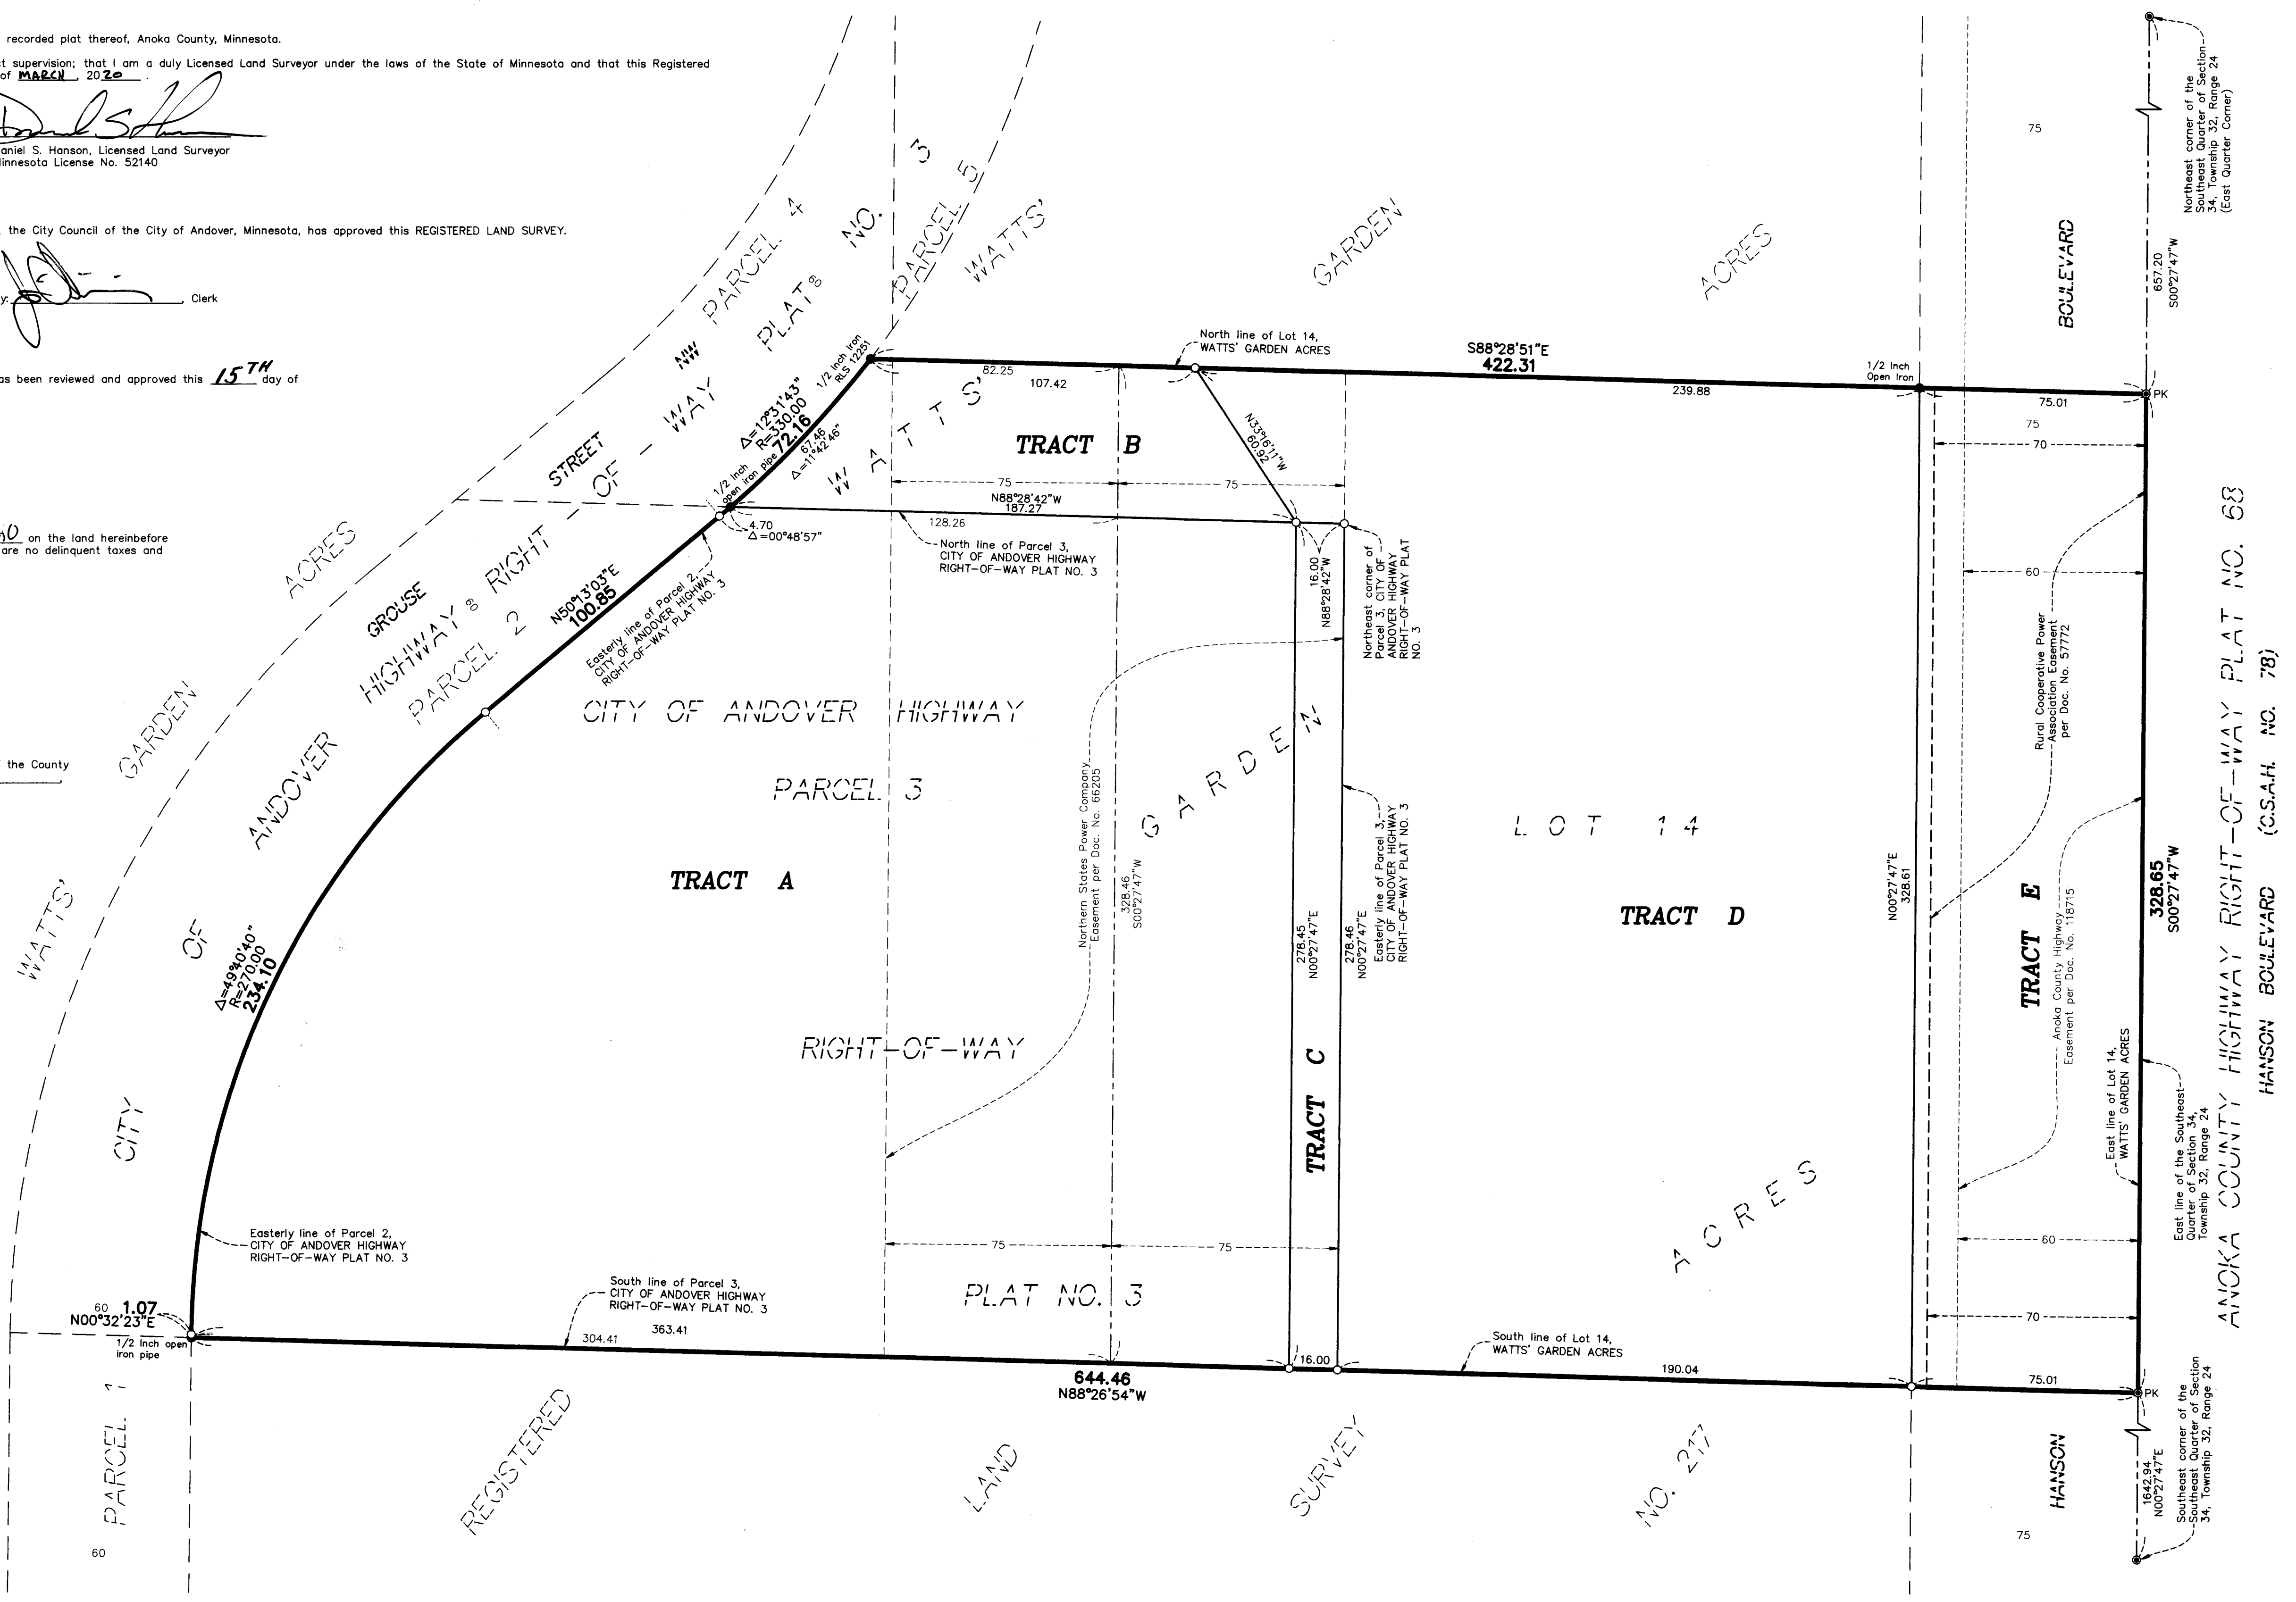 recorded plat thereof, Anoka County, Minnesota.
t supervision; that I am a duly Licensed Land Surveyor under the laws of the State of Minnesota and that this Registered
of MARCH, 2020.
aniel S. Hanson, Licensed Land Surveyor
innesota License No. 52140
the City Council of the City of Andover, Minnesota, has approved this REGISTERED LAND SURVEY.
y: , Clerk
as been reviewed and approved this 15TH day of
on the land hereinbefore
are no delinquent taxes and
the County
WATTS' GARDEN ACRES
CITY OF ANDOVER HIGHWAY RIGHT-OF-WAY PLAT NO. 3
GROUSE STREET NW
60
60
PARCEL 2
PARCEL 4
PARCEL 5
WATTS' GARDEN ACRES
BOULEVARD
75
Northeast corner of the
Southeast Quarter of Section
34, Township 32, Range 24
(East Quarter Corner)
657.20
S00°27'47"W
North line of Lot 14,
WATTS' GARDEN ACRES
S88°28'51"E
422.31
82.25
107.42
239.88
1/2 Inch
Open Iron
75.01
PK
75
70
1/2 Inch Iron
RLS 12251
Δ=12°31'43"
R=330.00
72.16
67.46
Δ=11°42'46"
1/2 Inch
open iron pipe
WATTS'
TRACT B
N33°16'11"W
60.92
75
75
N88°28'42"W
187.27
128.26
4.70
Δ=00°48'57"
North line of Parcel 3,
CITY OF ANDOVER HIGHWAY
RIGHT-OF-WAY PLAT NO. 3
16.00
N88°28'42"W
Northeast corner of
Parcel 3, CITY OF
ANDOVER HIGHWAY
RIGHT-OF-WAY PLAT
NO. 3
60
N50°13'03"E
100.85
Easterly line of Parcel 2,
CITY OF ANDOVER HIGHWAY
RIGHT-OF-WAY PLAT NO. 3
CITY OF ANDOVER HIGHWAY
PARCEL 3
RIGHT-OF-WAY
PLAT NO. 3
TRACT A
Northern States Power Company
Easement per Doc. No. 66205
328.46
S00°27'47"W
GARDEN
278.45
N00°27'47"E
TRACT C
278.46
N00°27'47"E
Easterly line of Parcel 3,
CITY OF ANDOVER HIGHWAY
RIGHT-OF-WAY PLAT NO. 3
LOT 14
TRACT D
ACRES
N00°27'47"E
328.61
Rural Cooperative Power
Association Easement
per Doc. No. 57772
TRACT E
Anoka County Highway
Easement per Doc. No. 118715
328.65
S00°27'47"W
East line of Lot 14,
WATTS' GARDEN ACRES
East line of the Southeast
Quarter of Section 34,
Township 32, Range 24
ANOKA COUNTY HIGHWAY RIGHT-OF-WAY PLAT NO. 68
HANSON BOULEVARD (C.S.A.H. NO. 78)
Δ=49°40'40"
R=270.00
234.10
Easterly line of Parcel 2,
CITY OF ANDOVER HIGHWAY
RIGHT-OF-WAY PLAT NO. 3
60
1.07
N00°32'23"E
1/2 Inch open
iron pipe
South line of Parcel 3,
CITY OF ANDOVER HIGHWAY
RIGHT-OF-WAY PLAT NO. 3
304.41
363.41
75
75
60
70
16.00
644.46
N88°26'54"W
South line of Lot 14,
WATTS' GARDEN ACRES
190.04
75.01
PK
PARCEL 1
60
REGISTERED LAND SURVEY NO. 217
HANSON
75
1642.94
N00°27'47"E
Southeast corner of the
Southeast Quarter of Section
34, Township 32, Range 24